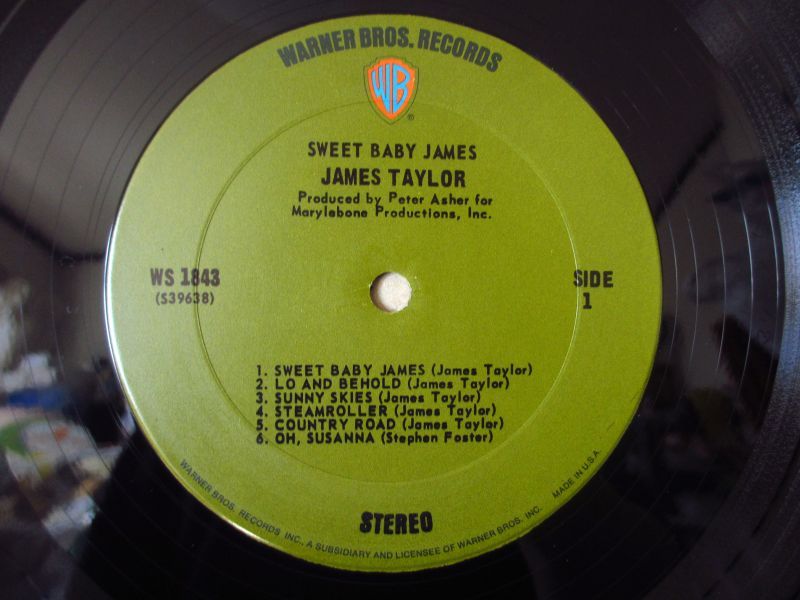 WARNER BROS. RECORDS
WB
®
SWEET BABY JAMES
JAMES TAYLOR
Produced by Peter Asher for
Marylebone Productions, Inc.
WS 1843
(S39638)
SIDE
1
1. SWEET BABY JAMES (James Taylor)
2. LO AND BEHOLD (James Taylor)
3. SUNNY SKIES (James Taylor)
4. STEAMROLLER (James Taylor)
5. COUNTRY ROAD (James Taylor)
6. OH, SUSANNA (Stephen Foster)
STEREO
WARNER BROS. RECORDS INC., A SUBSIDIARY AND LICENSEE OF WARNER BROS. INC. MADE IN U.S.A.